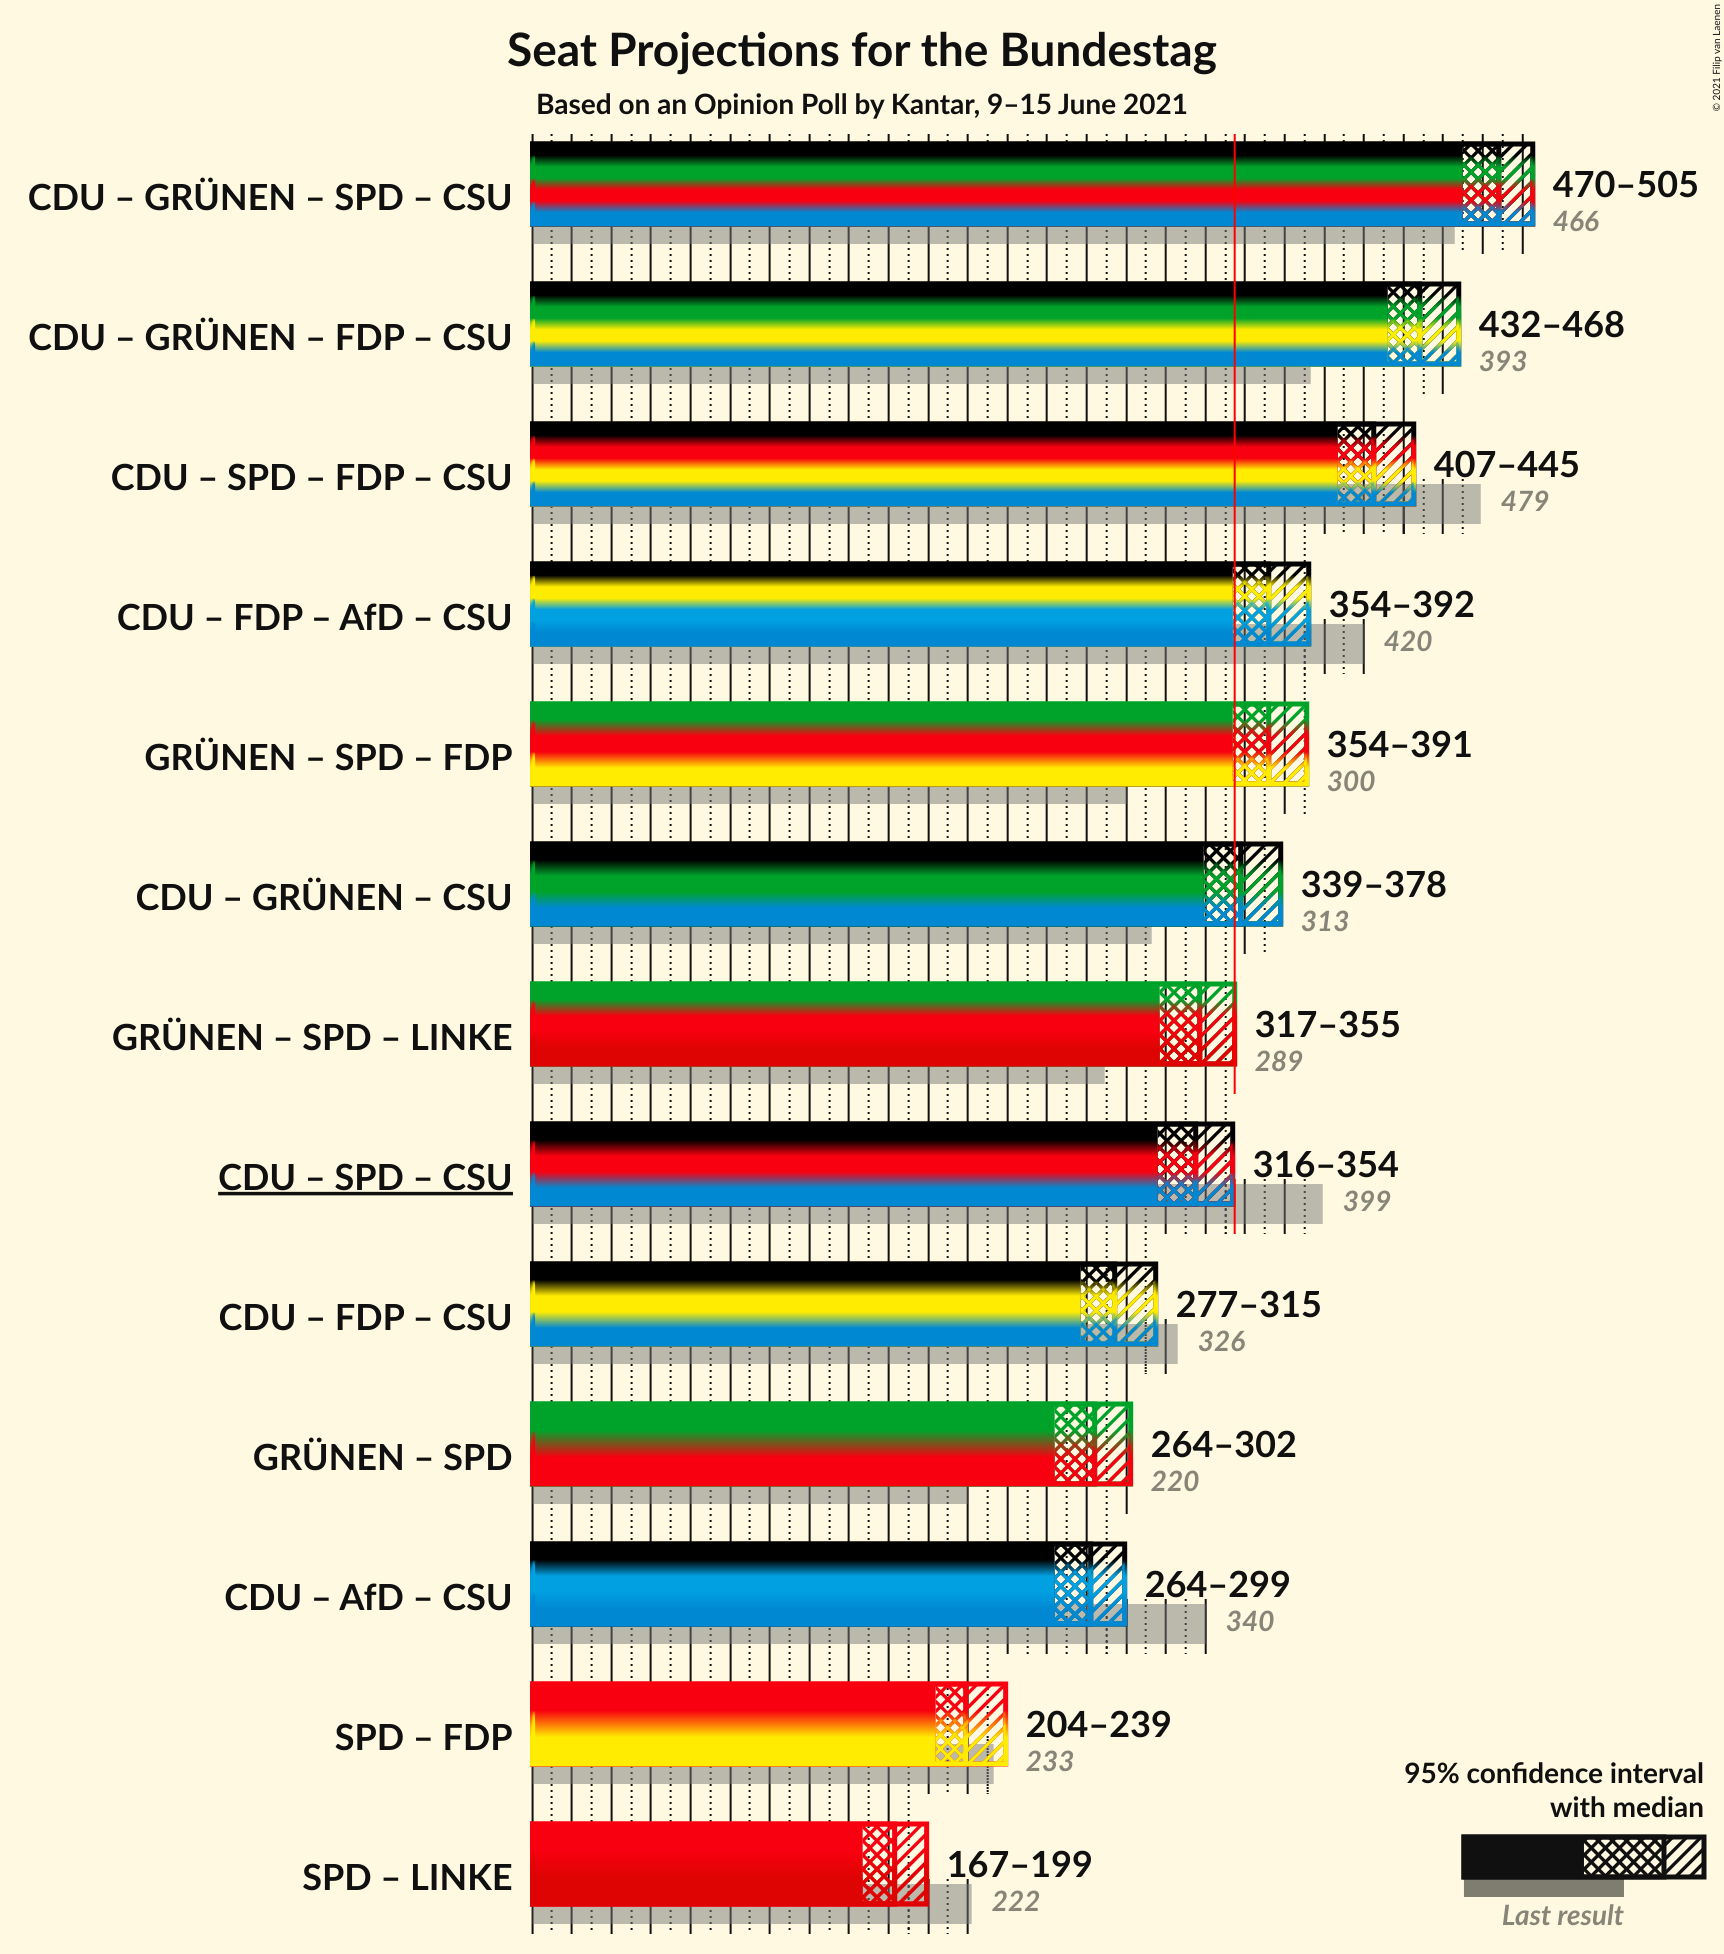 Seat Projections for the Bundestag
Based on an Opinion Poll by Kantar, 9–15 June 2021
© 2021 Filip van Laenen
CDU – GRÜNEN – SPD – CSU
470–505
466
CDU – GRÜNEN – FDP – CSU
432–468
393
CDU – SPD – FDP – CSU
407–445
479
CDU – FDP – AfD – CSU
354–392
420
GRÜNEN – SPD – FDP
354–391
300
CDU – GRÜNEN – CSU
339–378
313
GRÜNEN – SPD – LINKE
317–355
289
CDU – SPD – CSU
316–354
399
CDU – FDP – CSU
277–315
326
GRÜNEN – SPD
264–302
220
CDU – AfD – CSU
264–299
340
SPD – FDP
204–239
233
SPD – LINKE
167–199
222
95% confidence interval
with median
Last result